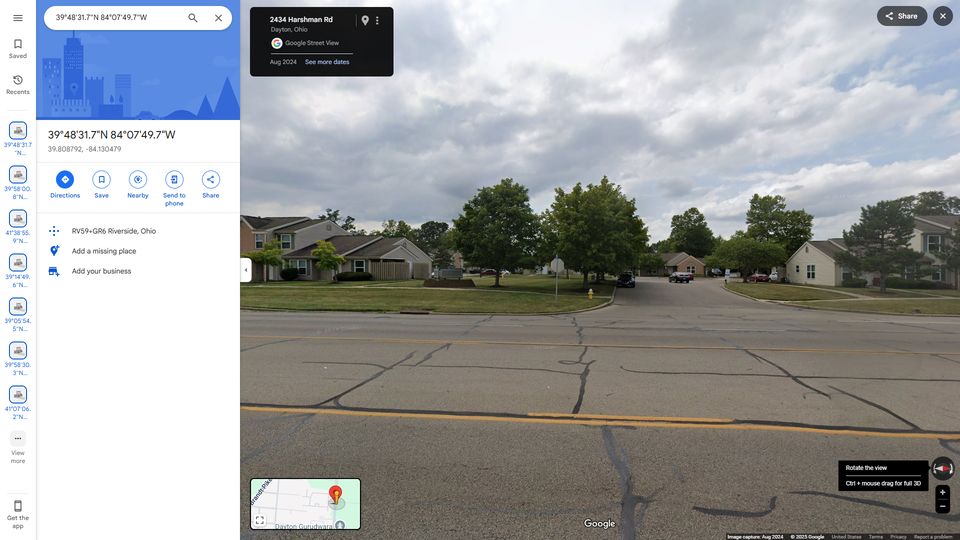 39°48'31.7"N 84°07'49.7"W
Saved
Recents
39°48'31.7
"N...
39°58'00.
8"N...
41°38'55.
9"N...
39°14'49.
6"N...
39°05'54.
5"N...
39°58'30.
3"N...
41°07'06.
2"N...
View
more
Get the
app
39°48'31.7"N 84°07'49.7"W
39.808792, -84.130479
Directions
Save
Nearby
Send to
phone
Share
RV59+GR6 Riverside, Ohio
Add a missing place
Add your business
2434 Harshman Rd
Dayton, Ohio
Google Street View
Aug 2024 See more dates
Share
Rotate the view
Ctrl + mouse drag for full 3D
Brandt Pike
Dayton Gurudwara
Google
Image capture: Aug 2024 © 2025 Google United States Terms Privacy Report a problem